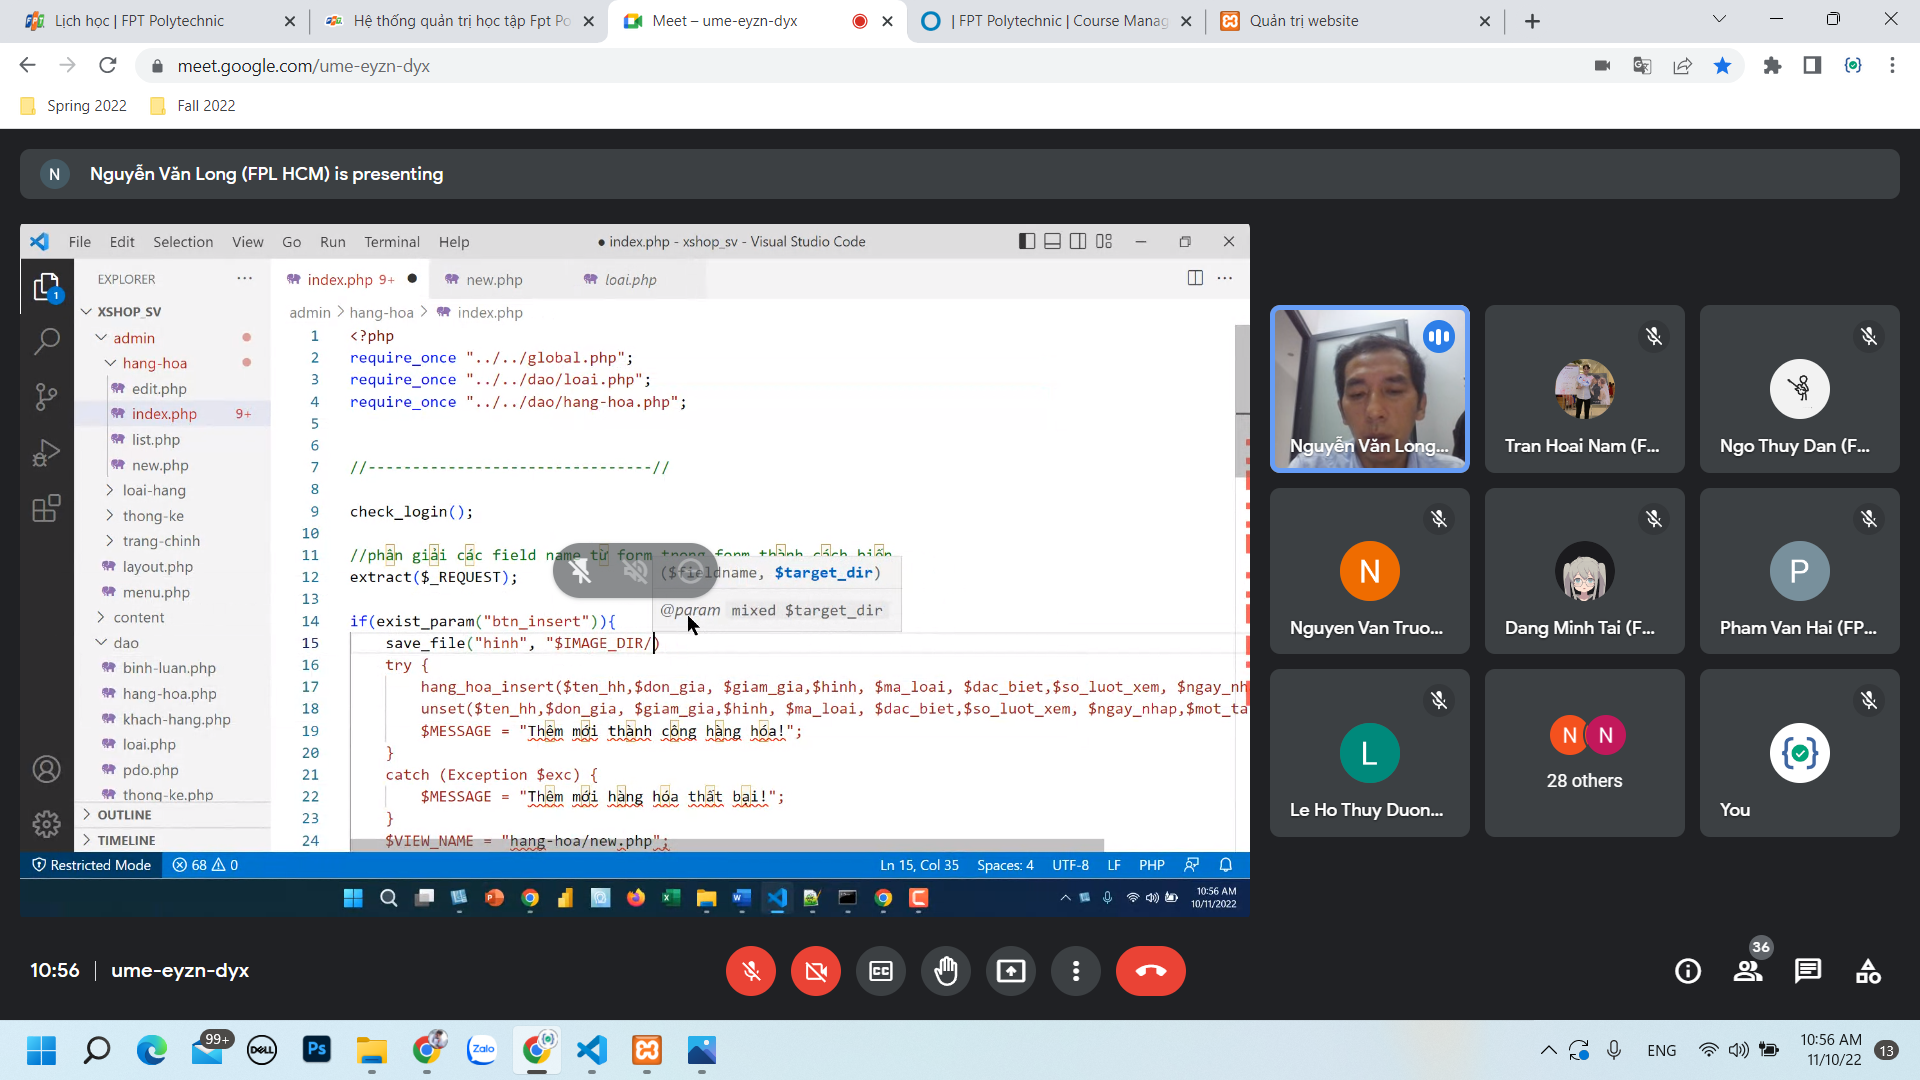 Lịch học | FPT Polytechnic
Hệ thống quản trị học tập Fpt Po
Meet – ume-eyzn-dyx
| FPT Polytechnic | Course Manag
Quản trị website
meet.google.com/ume-eyzn-dyx
Spring 2022
Fall 2022
N
Nguyễn Văn Long (FPL HCM) is presenting
File Edit Selection View Go Run Terminal Help
● index.php - xshop_sv - Visual Studio Code
EXPLORER
index.php 9+
new.php
loai.php
1
XSHOP_SV
admin
hang-hoa
edit.php
index.php 9+
list.php
new.php
loai-hang
thong-ke
trang-chinh
layout.php
menu.php
content
dao
binh-luan.php
hang-hoa.php
khach-hang.php
loai.php
pdo.php
thong-ke.php
OUTLINE
TIMELINE
admin > hang-hoa > index.php
1 <?php
2 require_once "../../global.php";
3 require_once "../../dao/loai.php";
4 require_once "../../dao/hang-hoa.php";
5
6
7 //--------------------------------//
8
9 check_login();
10
11 //phân giải các field name từ form trong form thành cách biến
12 extract($_REQUEST);
($fieldname, $target_dir)
@param mixed $target_dir
13
14 if(exist_param("btn_insert")){
15 save_file("hinh", "$IMAGE_DIR/)
16 try {
17 hang_hoa_insert($ten_hh,$don_gia, $giam_gia,$hinh, $ma_loai, $dac_biet,$so_luot_xem, $ngay_nh
18 unset($ten_hh,$don_gia, $giam_gia,$hinh, $ma_loai, $dac_biet,$so_luot_xem, $ngay_nhap,$mot_ta
19 $MESSAGE = "Thêm mới thành công hàng hóa!";
20 }
21 catch (Exception $exc) {
22 $MESSAGE = "Thêm mới hàng hóa thất bại!";
23 }
24 $VIEW_NAME = "hang-hoa/new.php";
Restricted Mode 68 0
Ln 15, Col 35 Spaces: 4 UTF-8 LF PHP
10:56 AM
10/11/2022
Nguyễn Văn Long...
Tran Hoai Nam (F...
Ngo Thuy Dan (F...
N
Nguyen Van Truo...
Dang Minh Tai (F...
P
Pham Van Hai (FP...
L
Le Ho Thuy Duon...
N N
28 others
You
10:56 | ume-eyzn-dyx
36
99+
DELL
Ps
Zalo
ENG
10:56 AM
11/10/22
13